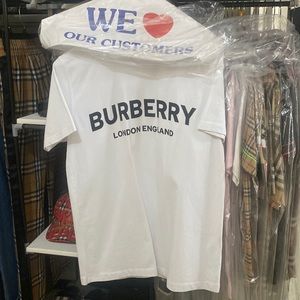 WE ❤
OUR CUSTOMERS
BURBERRY
LONDON ENGLAND